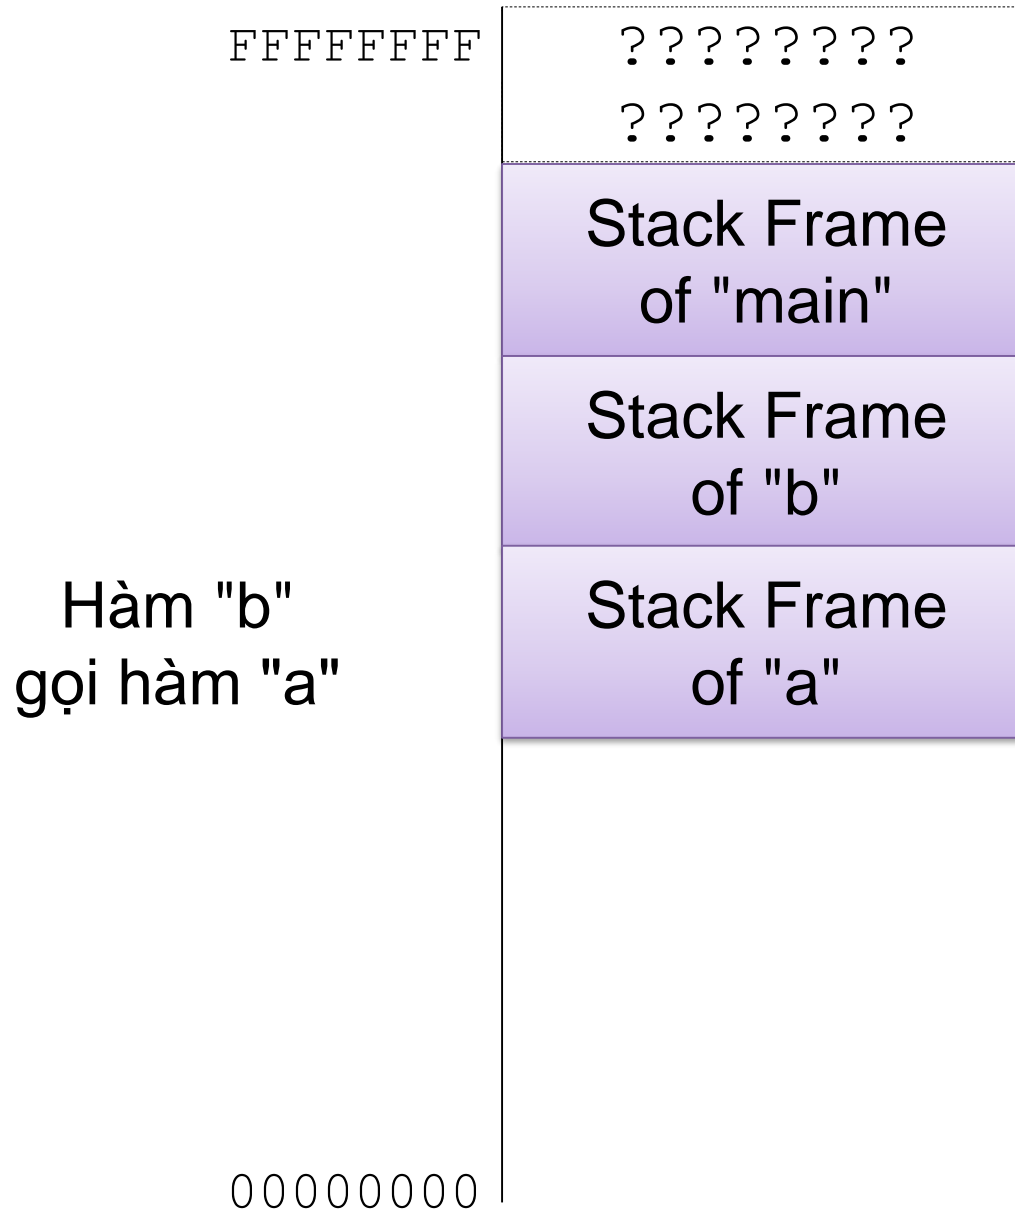 FFFFFFFF
????????
????????
Stack Frame
of "main"
Stack Frame
of "b"
Hàm "b"
gọi hàm "a"
Stack Frame
of "a"
00000000